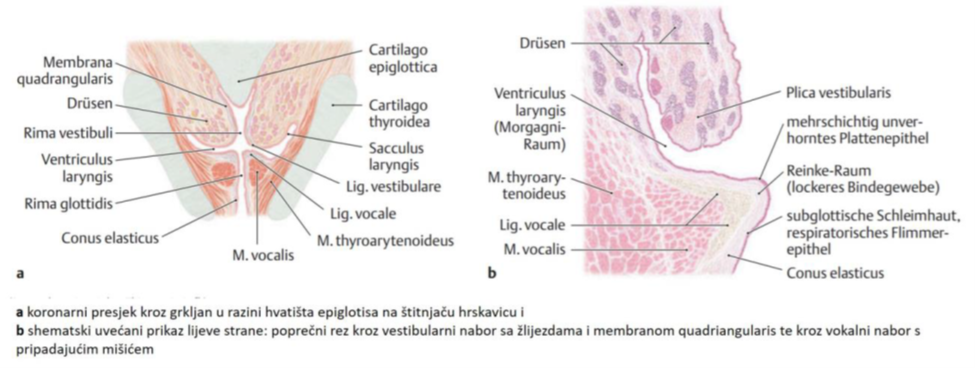 Membrana
quadrangularis
Drüsen
Rima vestibuli
Ventriculus
laryngis
Rima glottidis
Conus elasticus
M. vocalis
Cartilago
epiglottica
Cartilago
thyroidea
Sacculus
laryngis
Lig. vestibulare
Lig. vocale
M. thyroarytenoideus
a
Drüsen
Ventriculus
laryngis
(Morgagni-
Raum)
M. thyroary-
tenoideus
Lig. vocale
M. vocalis
Plica vestibularis
mehrschichtig unver-
horntes Plattenepithel
Reinke-Raum
(lockeres Bindegewebe)
subglottische Schleimhaut,
respiratorisches Flimmer-
epithel
Conus elasticus
b
a koronarni presjek kroz grkljan u razini hvatišta epiglotisa na štitnjaču hrskavicu i
b shematski uvećani prikaz lijeve strane: poprečni rez kroz vestibularni nabor sa žlijezdama i membranom quadriangularis te kroz vokalni nabor s
pripadajućim mišićem